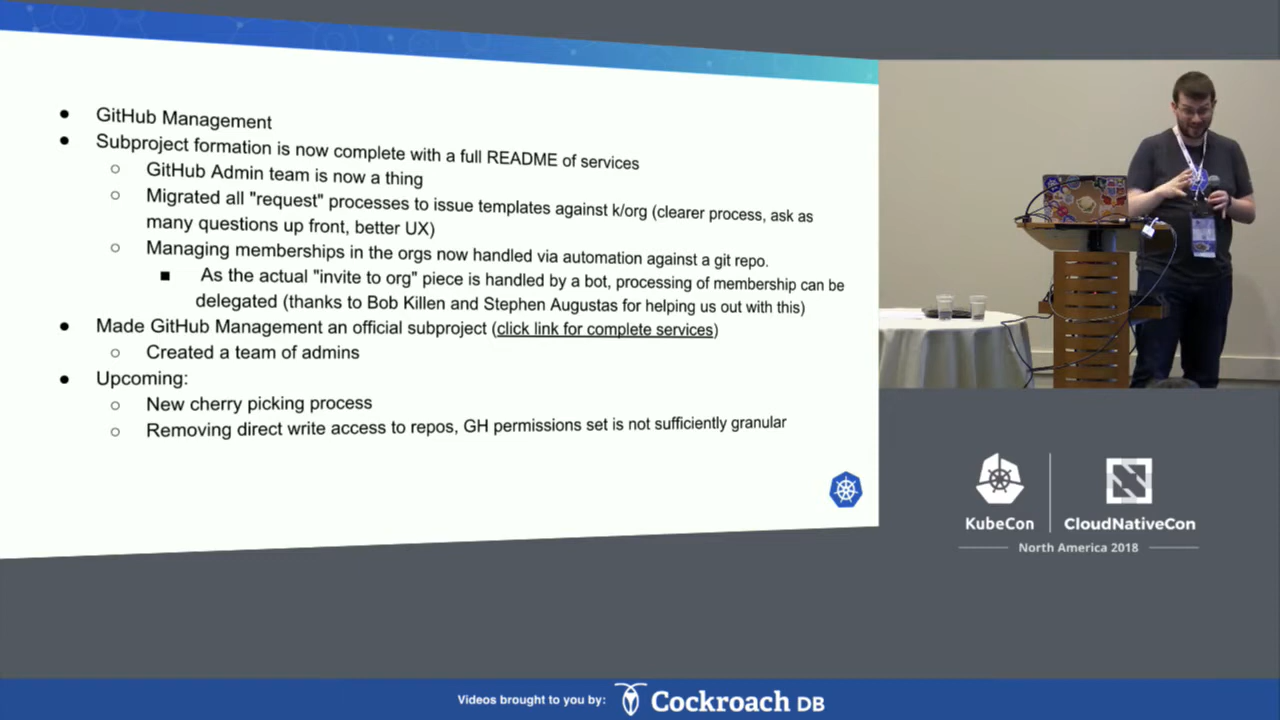 GitHub Management
Subproject formation is now complete with a full README of services
GitHub Admin team is now a thing
Migrated all "request" processes to issue templates against k/org (clearer process, ask as
many questions up front, better UX)
Managing memberships in the orgs now handled via automation against a git repo.
As the actual "invite to org" piece is handled by a bot, processing of membership can be
delegated (thanks to Bob Killen and Stephen Augustas for helping us out with this)
Made GitHub Management an official subproject (click link for complete services)
Created a team of admins
Upcoming:
New cherry picking process
Removing direct write access to repos, GH permissions set is not sufficiently granular
KubeCon
CloudNativeCon
North America 2018
Videos brought to you by:
Cockroach DB